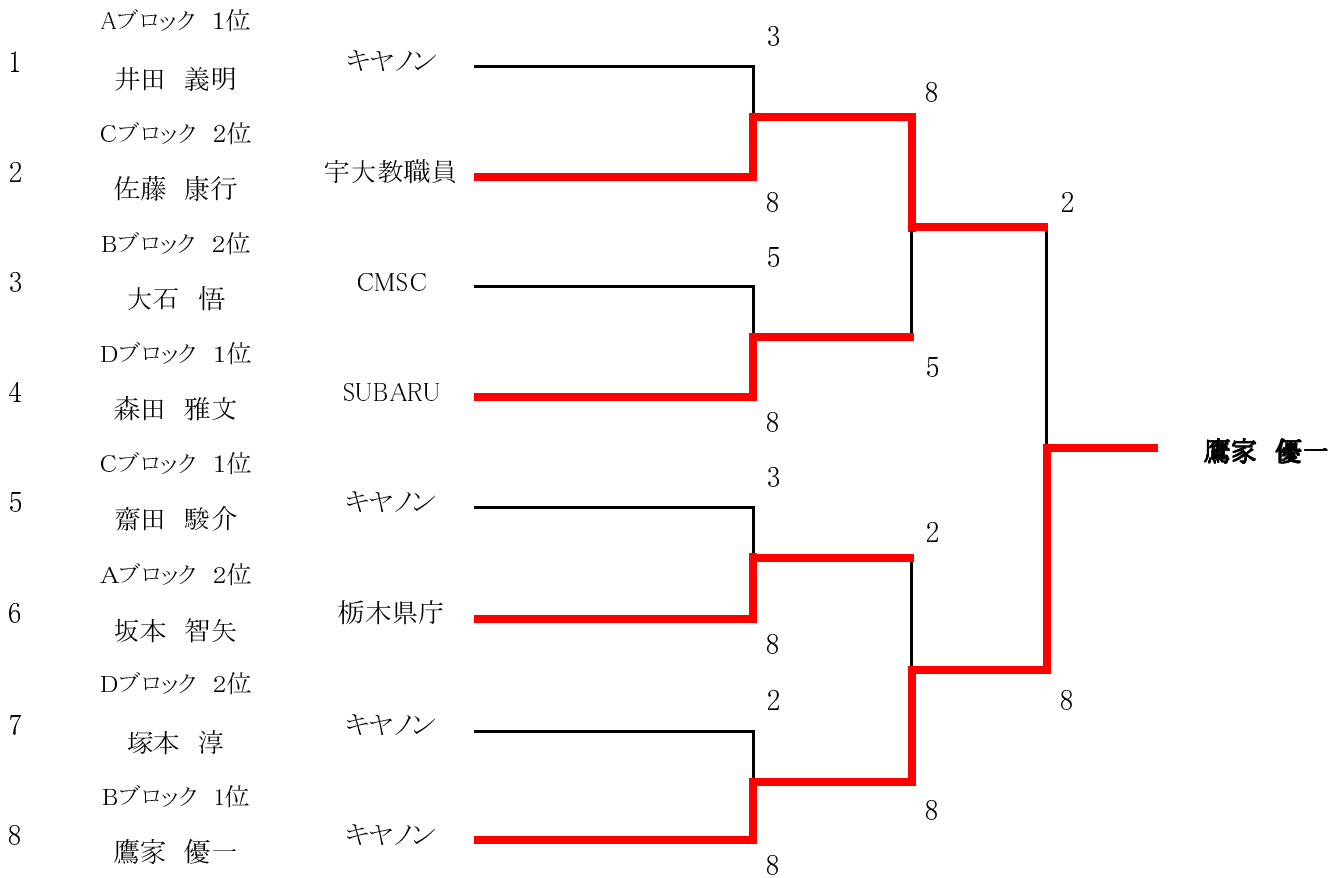 Aブロック 1位
1 井田 義明 キヤノン
3
8
Cブロック 2位
2 佐藤 康行 宇大教職員
8
2
Bブロック 2位
5
3 大石 悟 CMSC
Dブロック 1位
5
4 森田 雅文 SUBARU
8
鷹家 優一
Cブロック 1位
3
5 齋田 駿介 キヤノン
2
Aブロック 2位
6 坂本 智矢 栃木県庁
8
Dブロック 2位
2
8
7 塚本 淳 キヤノン
Bブロック 1位
8
8 鷹家 優一 キヤノン
8